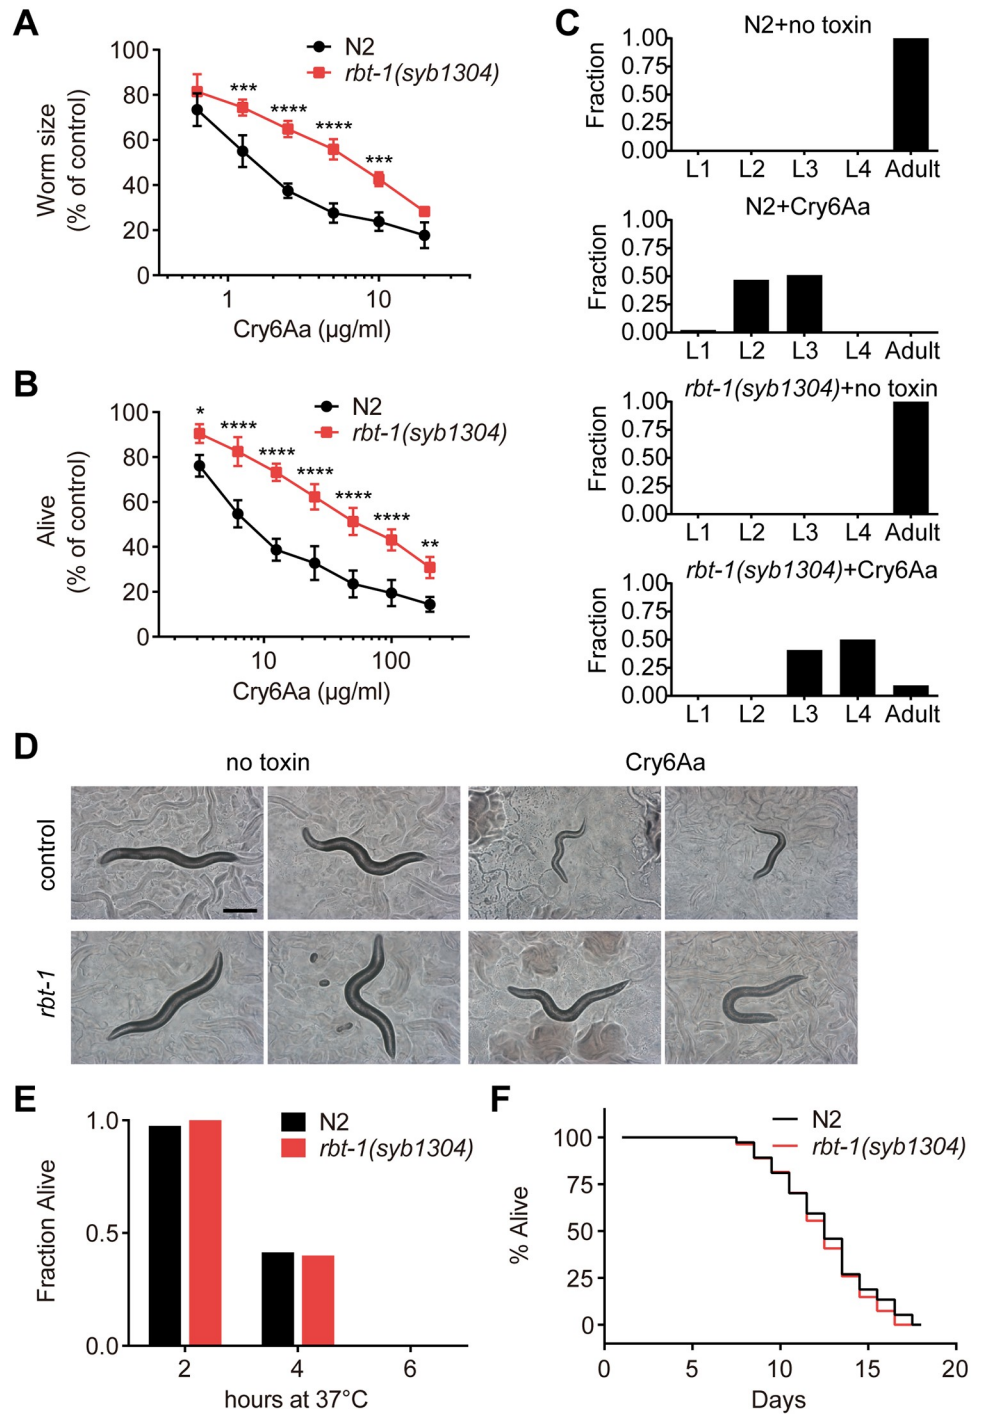 A
N2
rbt-1(syb1304)
100
80
60
40
20
0
Worm size
(% of control)
***
****
****
***
1
10
Cry6Aa (µg/ml)
B
N2
rbt-1(syb1304)
100
80
60
40
20
0
Alive
(% of control)
*
****
****
****
****
****
**
10
100
Cry6Aa (µg/ml)
C
N2+no toxin
Fraction
1.00
0.75
0.50
0.25
0.00
L1 L2 L3 L4 Adult
N2+Cry6Aa
Fraction
1.00
0.75
0.50
0.25
0.00
L1 L2 L3 L4 Adult
rbt-1(syb1304)+no toxin
Fraction
1.00
0.75
0.50
0.25
0.00
L1 L2 L3 L4 Adult
rbt-1(syb1304)+Cry6Aa
Fraction
1.00
0.75
0.50
0.25
0.00
L1 L2 L3 L4 Adult
D
no toxin
Cry6Aa
control
rbt-1
E
N2
rbt-1(syb1304)
Fraction Alive
1.0
0.5
0.0
2 4 6
hours at 37°C
F
N2
rbt-1(syb1304)
% Alive
100
75
50
25
0
0 5 10 15 20
Days